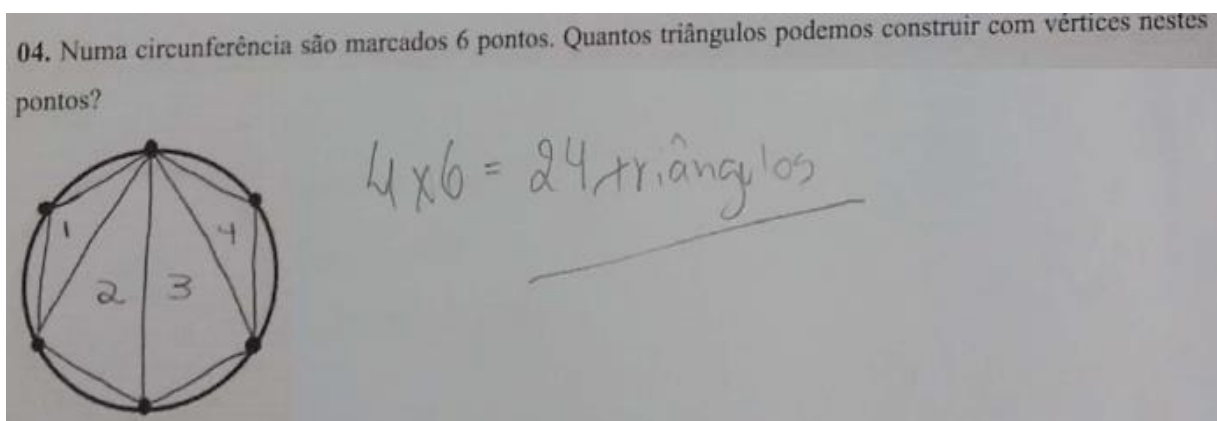 04. Numa circunferência são marcados 6 pontos. Quantos triângulos podemos construir com vértices nestes
pontos?
4x6 = 24 triângulos
1
4
2
3